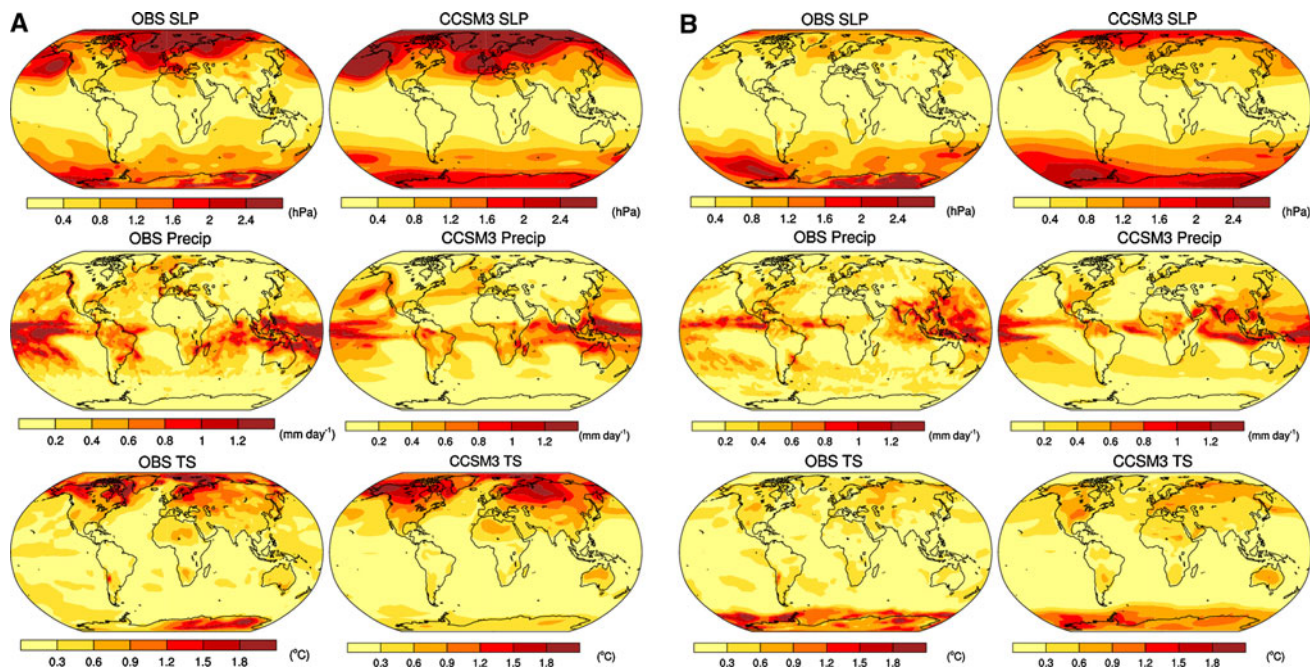 A
OBS SLP
CCSM3 SLP
0.4 0.8 1.2 1.6 2 2.4 (hPa)
0.4 0.8 1.2 1.6 2 2.4 (hPa)
OBS Precip
CCSM3 Precip
0.2 0.4 0.6 0.8 1 1.2 (mm day⁻¹)
0.2 0.4 0.6 0.8 1 1.2 (mm day⁻¹)
OBS TS
CCSM3 TS
0.3 0.6 0.9 1.2 1.5 1.8 (°C)
0.3 0.6 0.9 1.2 1.5 1.8 (°C)
B
OBS SLP
CCSM3 SLP
0.4 0.8 1.2 1.6 2 2.4 (hPa)
0.4 0.8 1.2 1.6 2 2.4 (hPa)
OBS Precip
CCSM3 Precip
0.2 0.4 0.6 0.8 1 1.2 (mm day⁻¹)
0.2 0.4 0.6 0.8 1 1.2 (mm day⁻¹)
OBS TS
CCSM3 TS
0.3 0.6 0.9 1.2 1.5 1.8 (°C)
0.3 0.6 0.9 1.2 1.5 1.8 (°C)